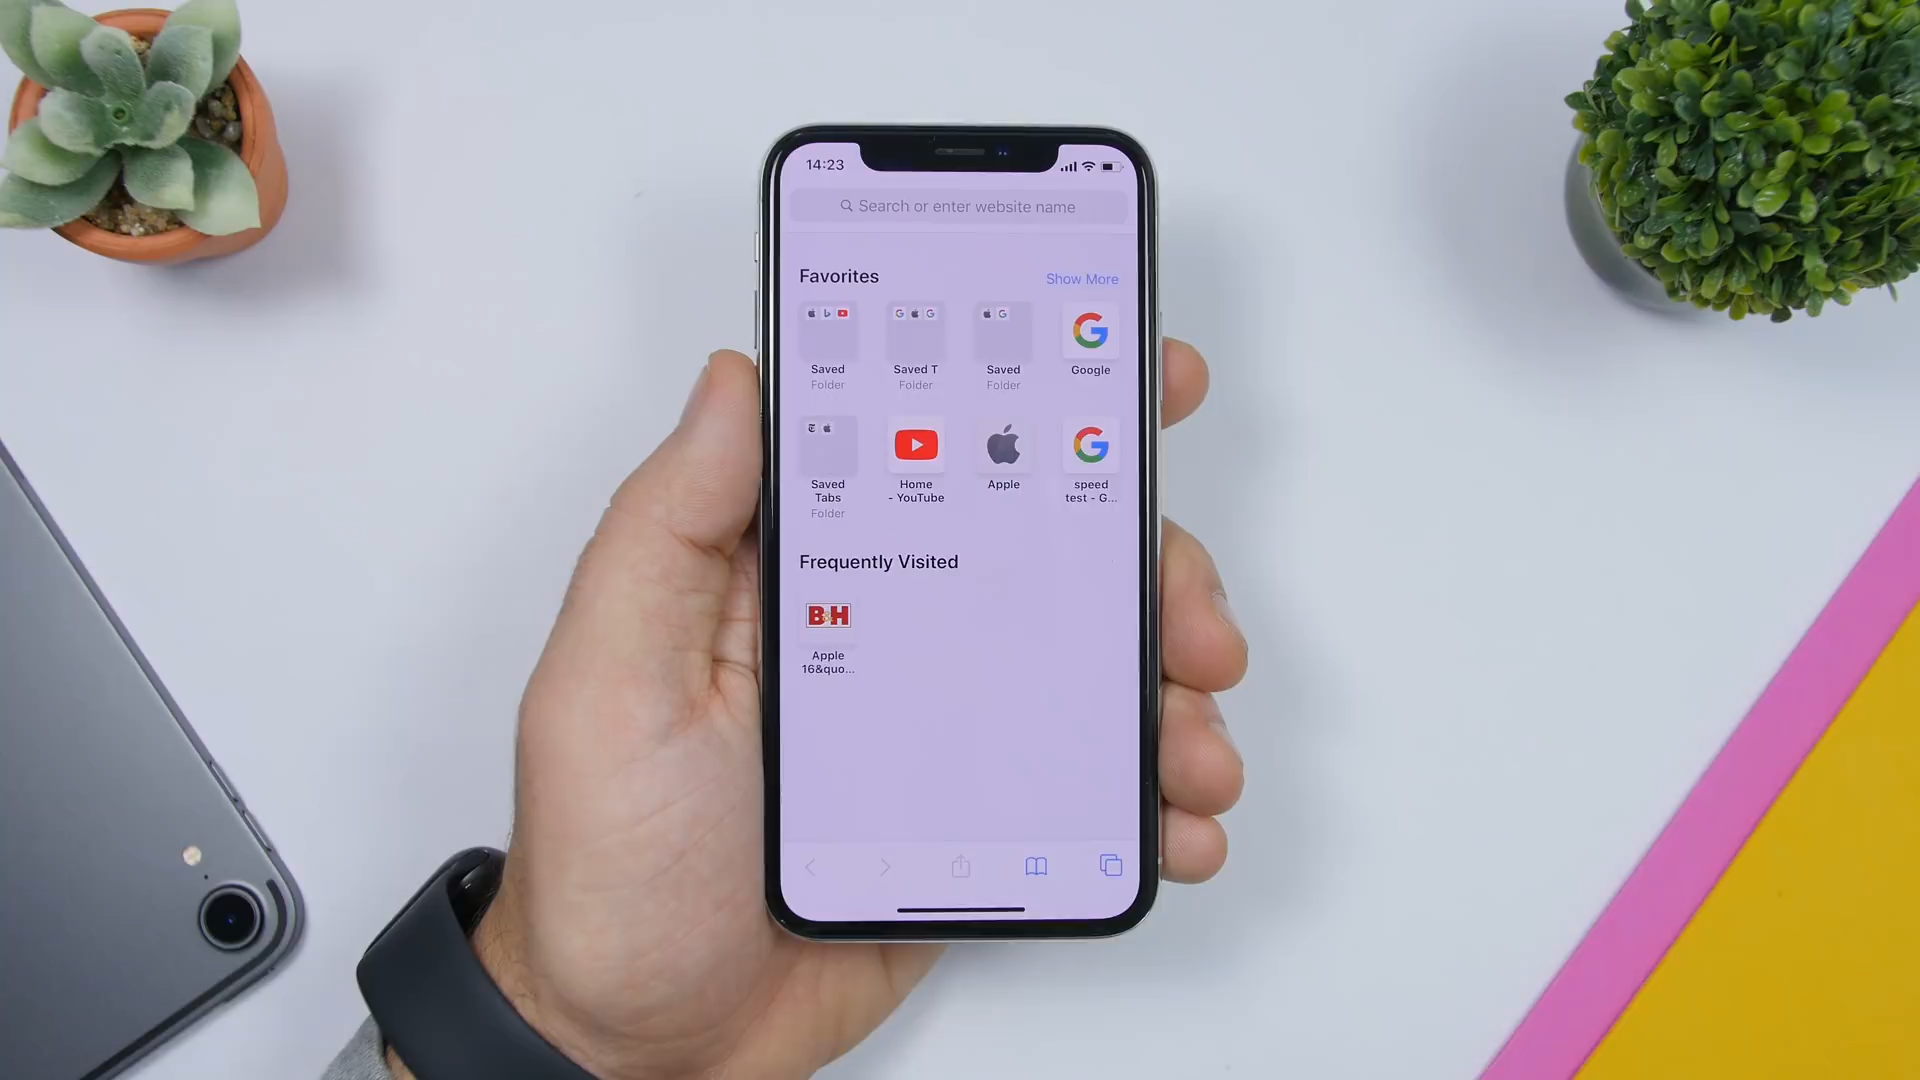 14:23
Search or enter website name
Favorites
Show More
Saved
Folder
Saved T
Folder
Saved
Folder
Google
Saved
Tabs
Folder
Home
- YouTube
Apple
speed
test - G...
Frequently Visited
B&H
Apple
16&quo...